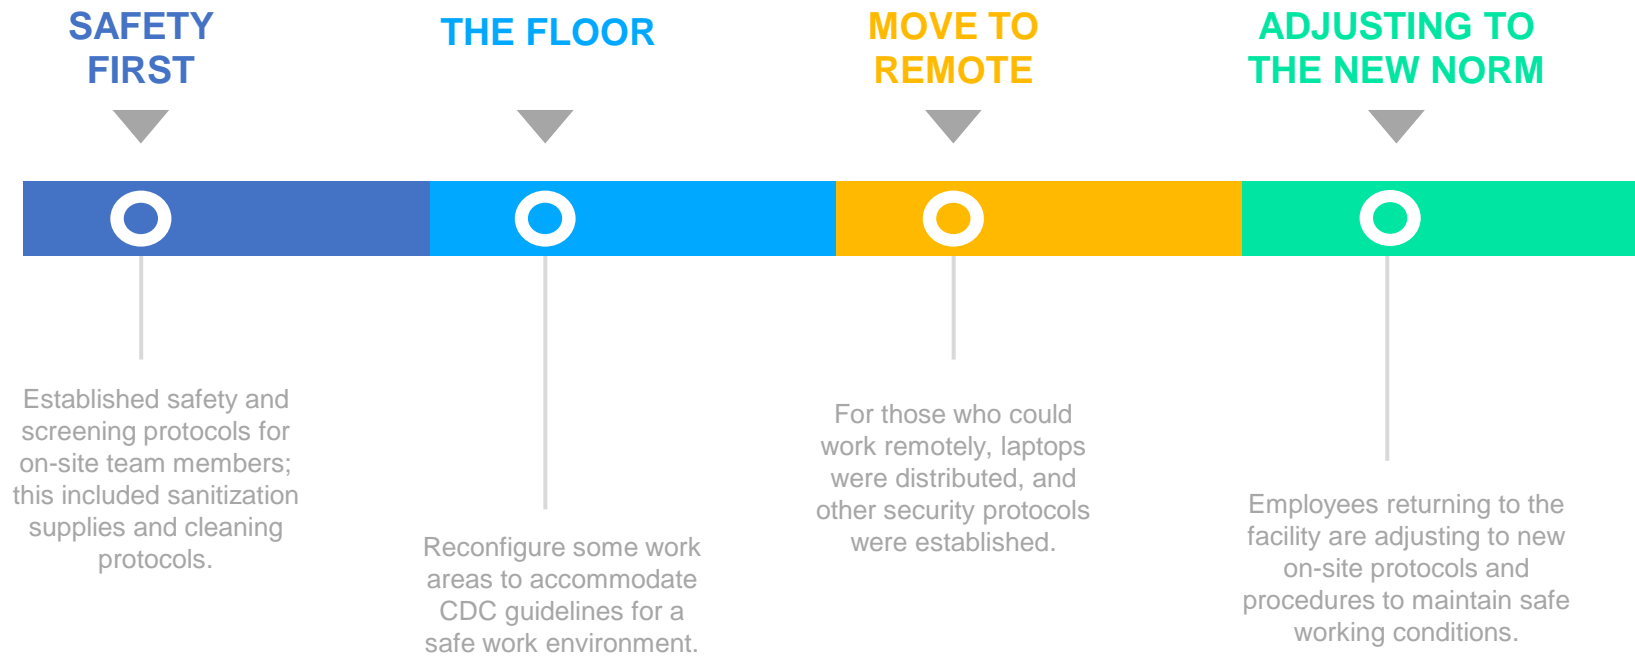 SAFETY
FIRST
THE FLOOR
MOVE TO
REMOTE
ADJUSTING TO
THE NEW NORM
Established safety and
screening protocols for
on-site team members;
this included sanitization
supplies and cleaning
protocols.
Reconfigure some work
areas to accommodate
CDC guidelines for a
safe work environment.
For those who could
work remotely, laptops
were distributed, and
other security protocols
were established.
Employees returning to the
facility are adjusting to new
on-site protocols and
procedures to maintain safe
working conditions.